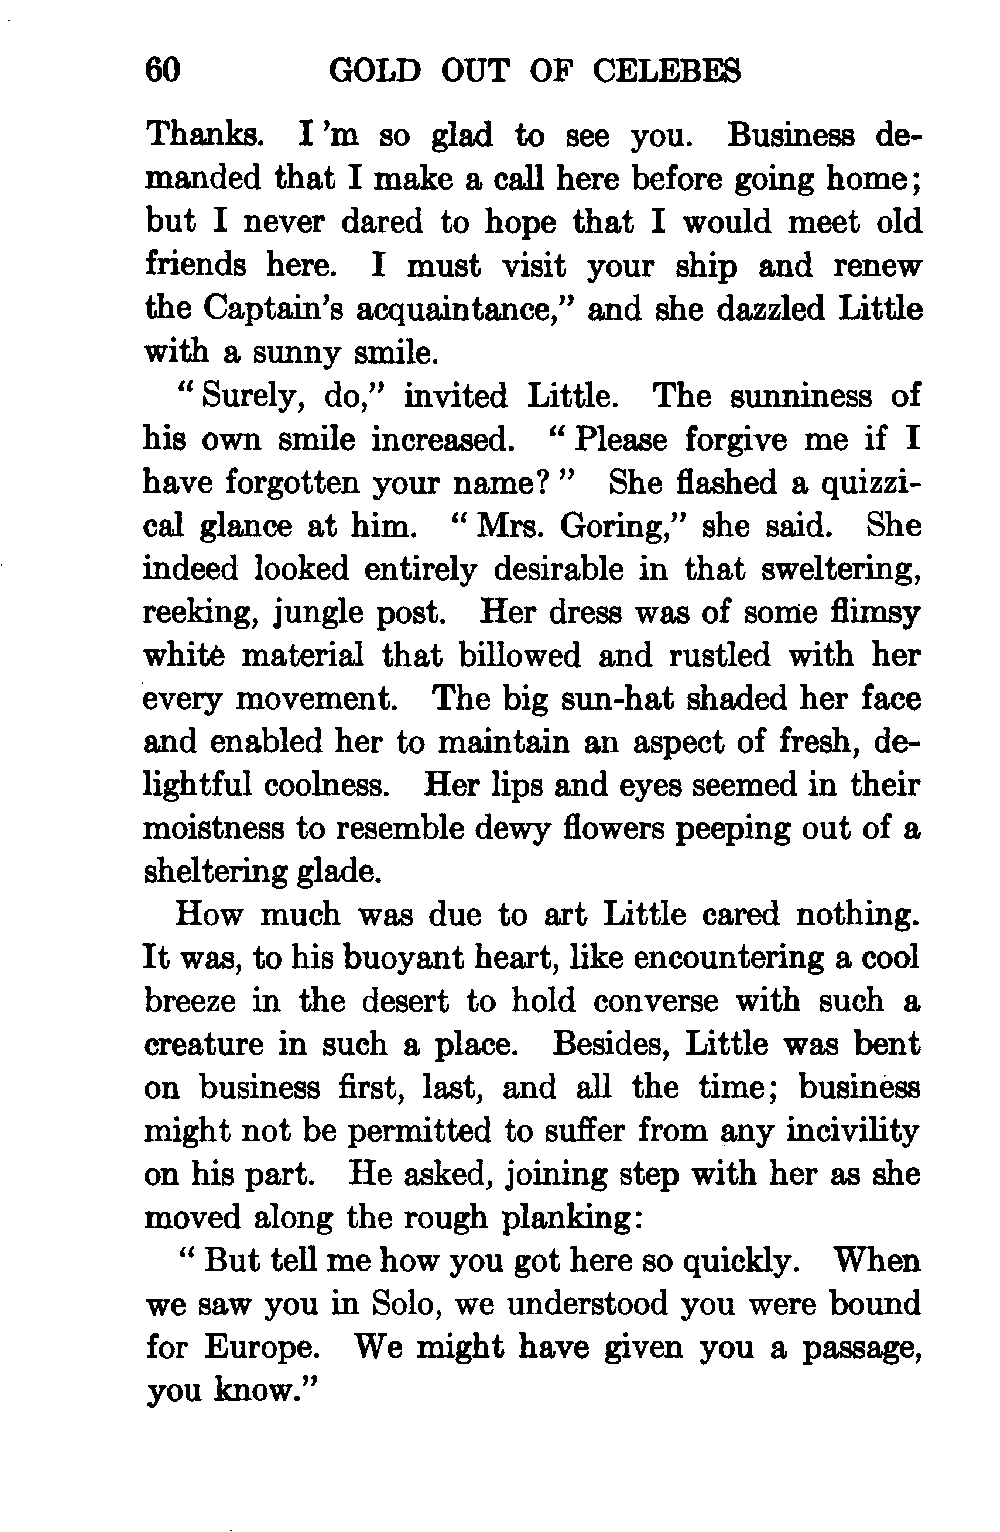 60 GOLD OUT OF CELEBES
Thanks. I'm so glad to see you. Business de-
manded that I make a call here before going home;
but I never dared to hope that I would meet old
friends here. I must visit your ship and renew
the Captain's acquaintance," and she dazzled Little
with a sunny smile.
"Surely, do," invited Little. The sunniness of
his own smile increased. "Please forgive me if I
have forgotten your name?" She flashed a quizzi-
cal glance at him. "Mrs. Goring," she said. She
indeed looked entirely desirable in that sweltering,
reeking, jungle post. Her dress was of some flimsy
white material that billowed and rustled with her
every movement. The big sun-hat shaded her face
and enabled her to maintain an aspect of fresh, de-
lightful coolness. Her lips and eyes seemed in their
moistness to resemble dewy flowers peeping out of a
sheltering glade.
How much was due to art Little cared nothing.
It was, to his buoyant heart, like encountering a cool
breeze in the desert to hold converse with such a
creature in such a place. Besides, Little was bent
on business first, last, and all the time; business
might not be permitted to suffer from any incivility
on his part. He asked, joining step with her as she
moved along the rough planking:
"But tell me how you got here so quickly. When
we saw you in Solo, we understood you were bound
for Europe. We might have given you a passage,
you know."